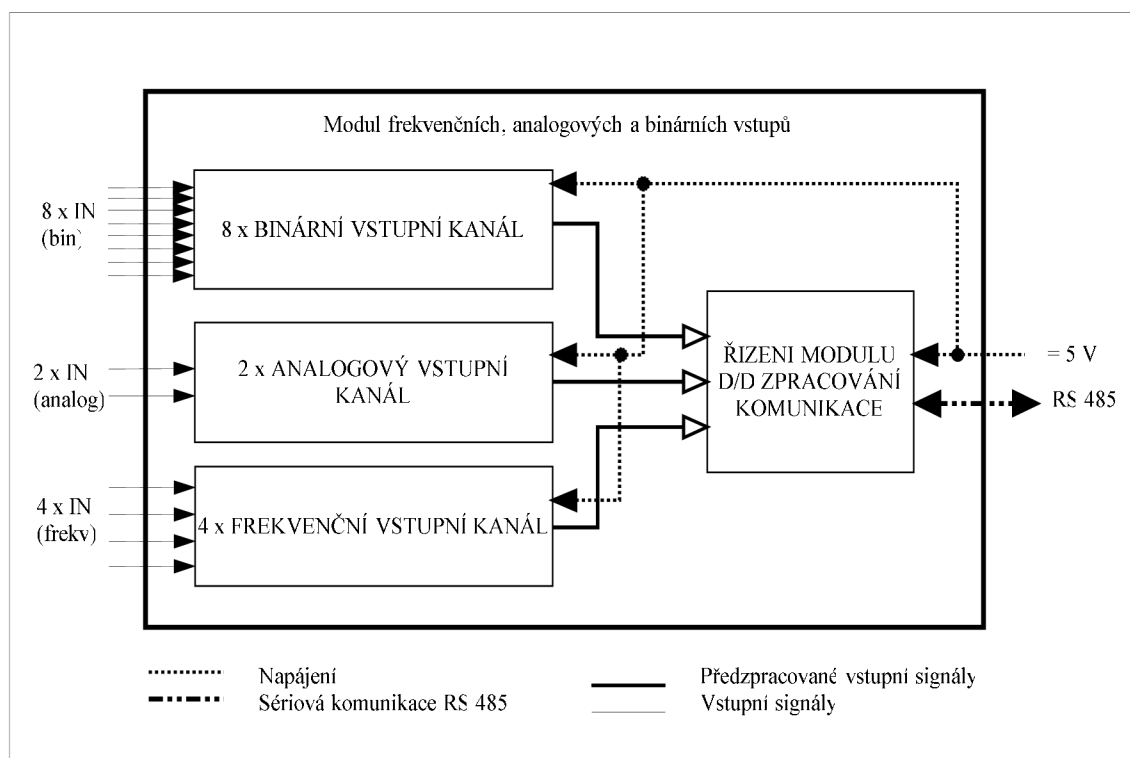 Modul frekvenčních, analogových a binárních vstupů
8 x IN
(bin)
8 x BINÁRNÍ VSTUPNÍ KANÁL
2 x IN
(analog)
2 x ANALOGOVÝ VSTUPNÍ
KANÁL
4 x IN
(frekv)
4 x FREKVENČNÍ VSTUPNÍ KANÁL
ŘIZENI MODULU
D/D ZPRACOVÁNÍ
KOMUNIKACE
= 5 V
RS 485
Napájení
Sériová komunikace RS 485
Předzpracované vstupní signály
Vstupní signály